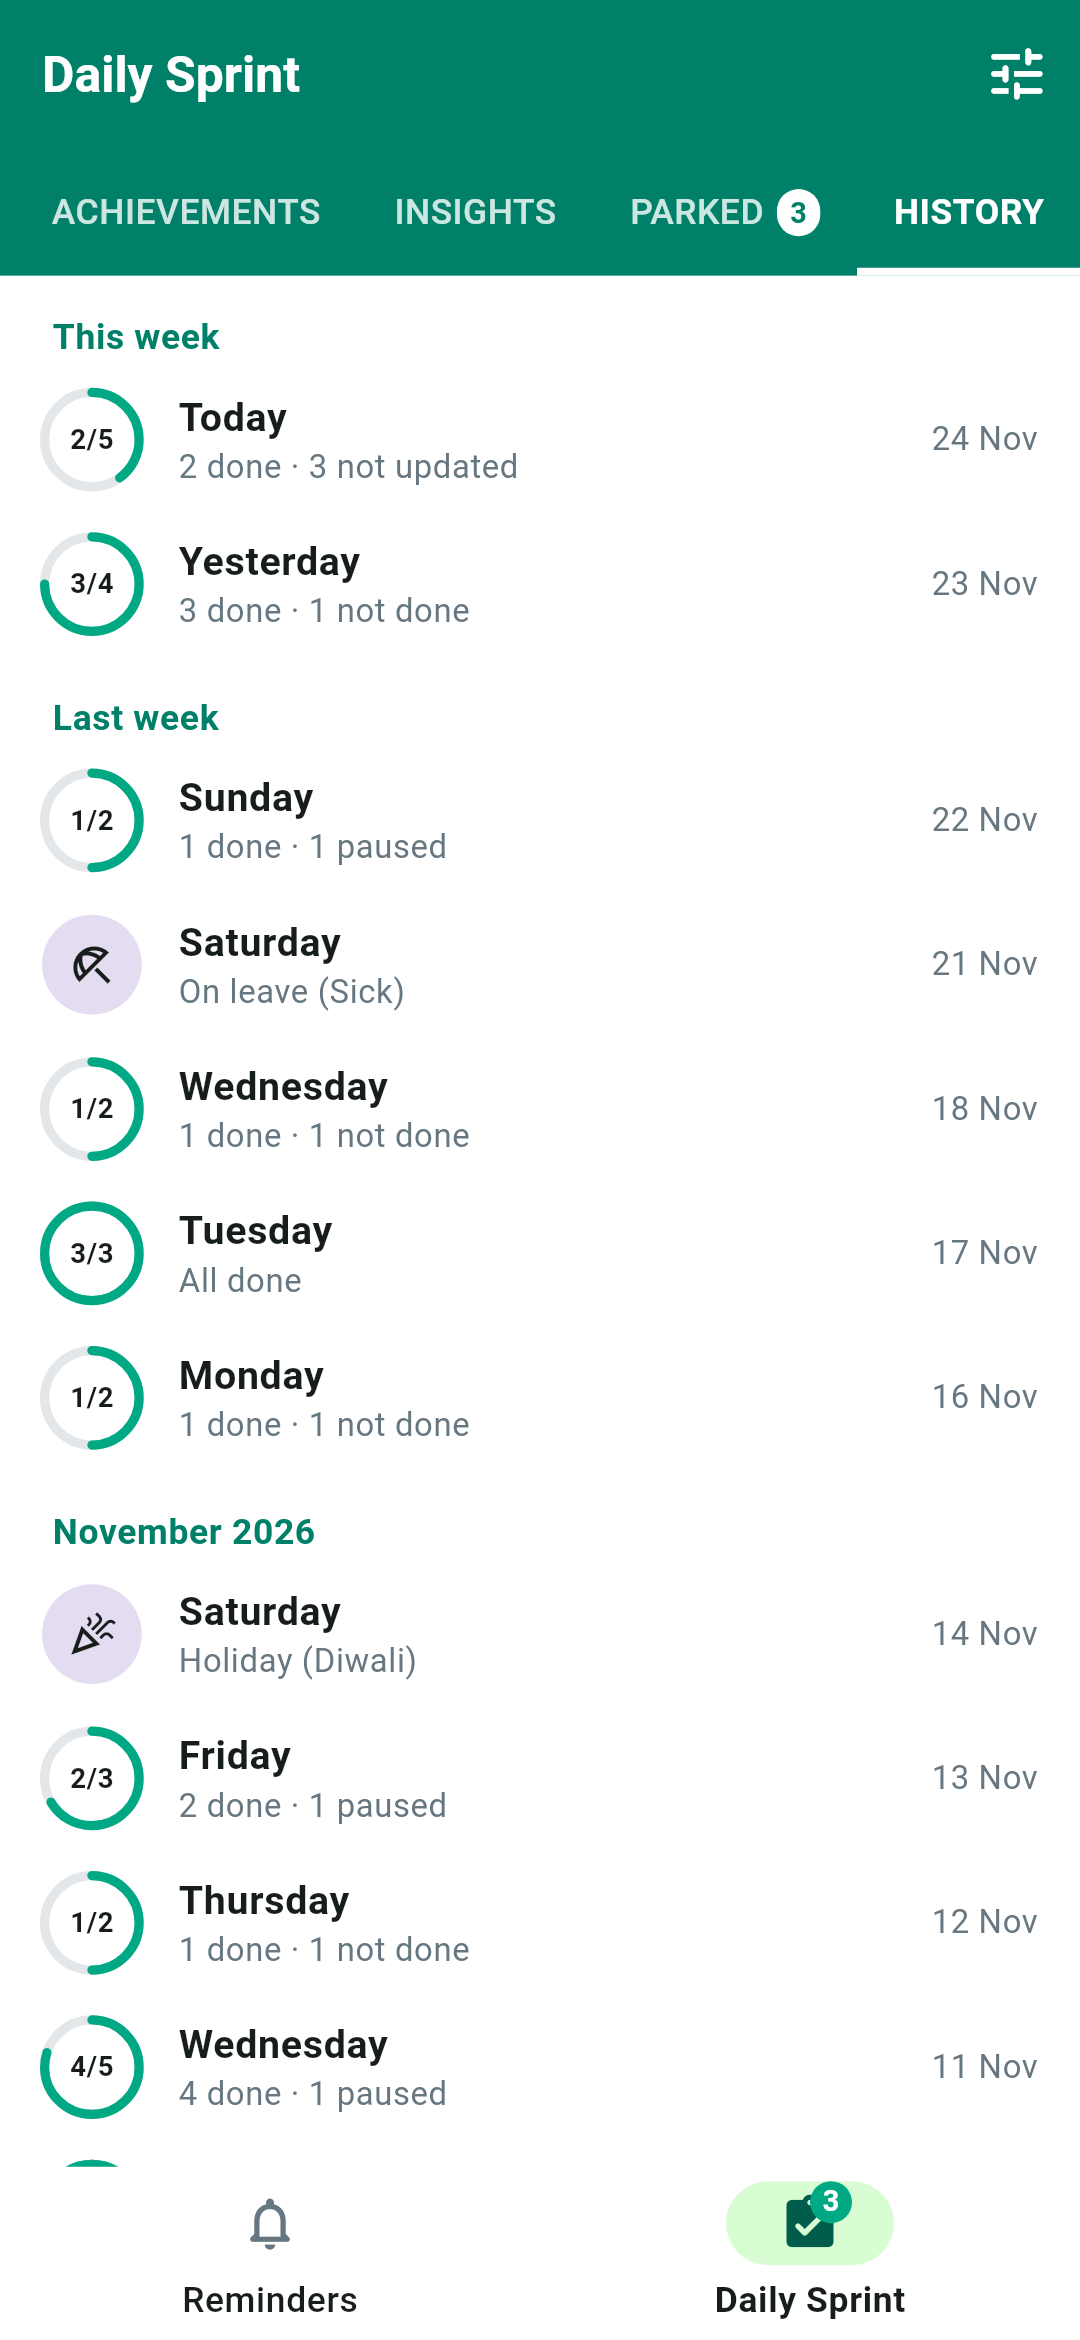 Daily Sprint
ACHIEVEMENTS INSIGHTS PARKED 3 HISTORY
This week
2/5 Today 24 Nov
2 done · 3 not updated
3/4 Yesterday 23 Nov
3 done · 1 not done
Last week
1/2 Sunday 22 Nov
1 done · 1 paused
Saturday 21 Nov
On leave (Sick)
1/2 Wednesday 18 Nov
1 done · 1 not done
3/3 Tuesday 17 Nov
All done
1/2 Monday 16 Nov
1 done · 1 not done
November 2026
Saturday 14 Nov
Holiday (Diwali)
2/3 Friday 13 Nov
2 done · 1 paused
1/2 Thursday 12 Nov
1 done · 1 not done
4/5 Wednesday 11 Nov
4 done · 1 paused
3
Reminders Daily Sprint